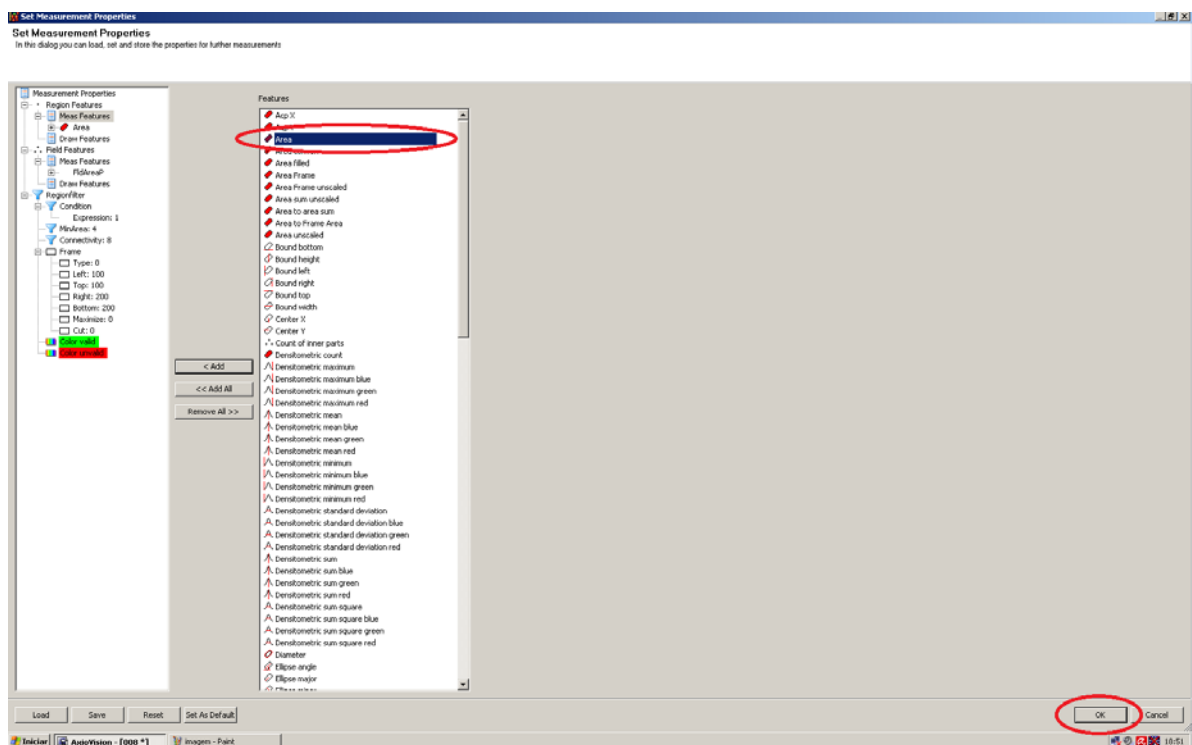 Set Measurement Properties
Set Measurement Properties
In this dialog you can load, set and store the properties for further measurements
Measurement Properties
Region Features
Meas Features
Area
Draw Features
Field Features
Meas Features
FldAreaP
Draw Features
Regionfilter
Condition
Expression: 1
MinArea: 4
Connectivity: 8
Frame
Type: 0
Left: 100
Top: 100
Right: 200
Bottom: 200
Maximize: 0
Cut: 0
Color valid
Color unvalid
< Add
<< Add All
Remove All >>
Features
Acp X
Area
Area filled
Area Frame
Area Frame unscaled
Area sum unscaled
Area to area sum
Area to Frame Area
Area unscaled
Bound bottom
Bound height
Bound left
Bound right
Bound top
Bound width
Center X
Center Y
Count of inner parts
Densitometric count
Densitometric maximum
Densitometric maximum blue
Densitometric maximum green
Densitometric maximum red
Densitometric mean
Densitometric mean blue
Densitometric mean green
Densitometric mean red
Densitometric minimum
Densitometric minimum blue
Densitometric minimum green
Densitometric minimum red
Densitometric standard deviation
Densitometric standard deviation blue
Densitometric standard deviation green
Densitometric standard deviation red
Densitometric sum
Densitometric sum blue
Densitometric sum green
Densitometric sum red
Densitometric sum square
Densitometric sum square blue
Densitometric sum square green
Densitometric sum square red
Diameter
Ellipse angle
Ellipse major
Load Save Reset Set As Default OK Cancel
Iniciar AxioVision - [008 *] imagem - Paint 10:51